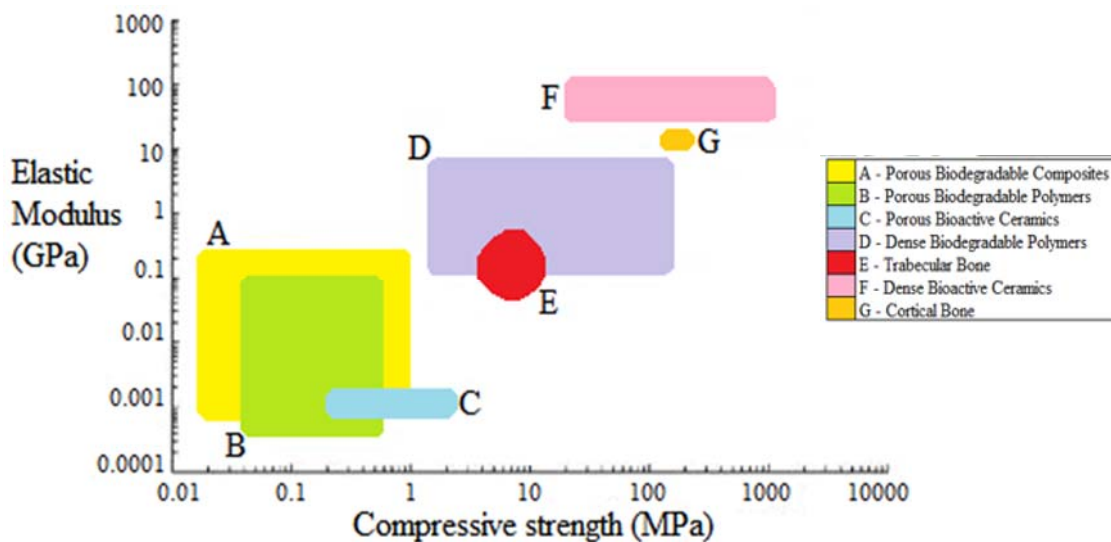 1000
100
10
1
0.1
0.01
0.001
0.0001
Elastic
Modulus
(GPa)
F
G
D
A
E
C
B
0.01 0.1 1 10 100 1000 10000
Compressive strength (MPa)
A - Porous Biodegradable Composites
B - Porous Biodegradable Polymers
C - Porous Bioactive Ceramics
D - Dense Biodegradable Polymers
E - Trabecular Bone
F - Dense Bioactive Ceramics
G - Cortical Bone